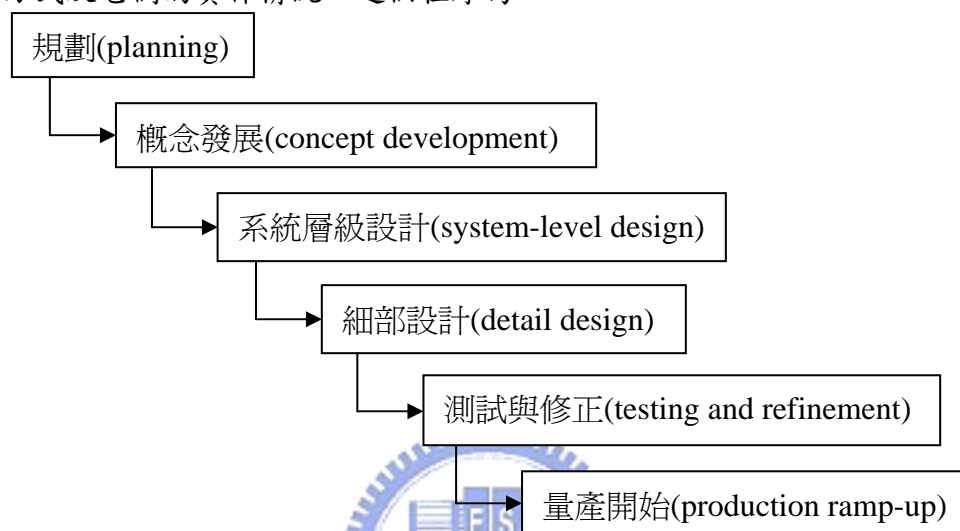 規劃(planning)
概念發展(concept development)
系統層級設計(system-level design)
細部設計(detail design)
測試與修正(testing and refinement)
量產開始(production ramp-up)